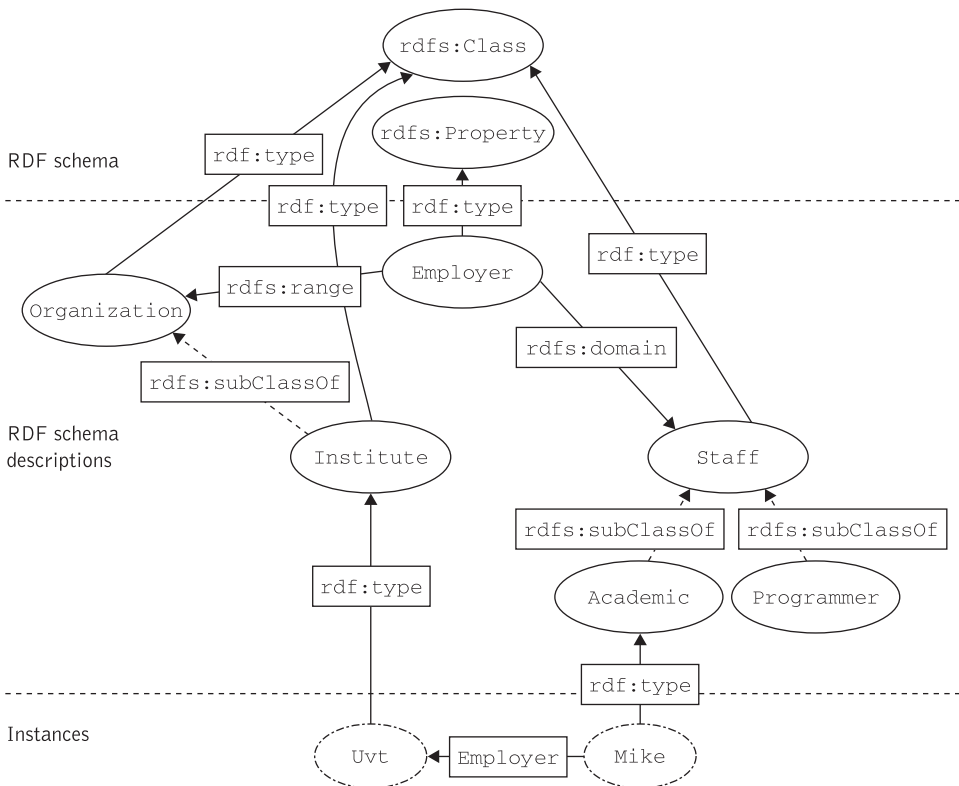 rdfs:Class
rdfs:Property
rdf:type
RDF schema
rdf:type
rdf:type
rdf:type
Employer
rdfs:range
Organization
rdfs:domain
rdfs:subClassOf
RDF schema
descriptions
Institute
Staff
rdfs:subClassOf
rdfs:subClassOf
rdf:type
Academic
Programmer
rdf:type
Instances
Uvt
Employer
Mike